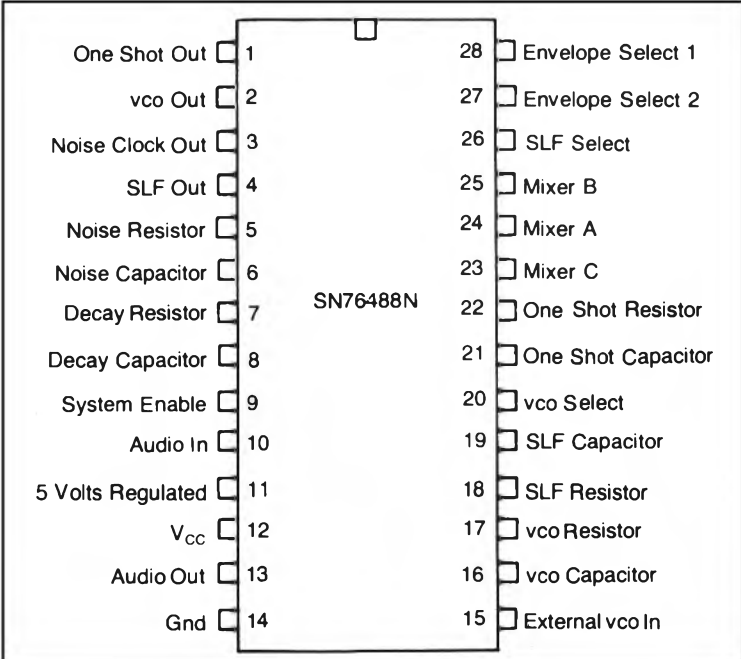 One Shot Out 1
vco Out 2
Noise Clock Out 3
SLF Out 4
Noise Resistor 5
Noise Capacitor 6
Decay Resistor 7
Decay Capacitor 8
System Enable 9
Audio In 10
5 Volts Regulated 11
VCC 12
Audio Out 13
Gnd 14
SN76488N
28 Envelope Select 1
27 Envelope Select 2
26 SLF Select
25 Mixer B
24 Mixer A
23 Mixer C
22 One Shot Resistor
21 One Shot Capacitor
20 vco Select
19 SLF Capacitor
18 SLF Resistor
17 vco Resistor
16 vco Capacitor
15 External vco In